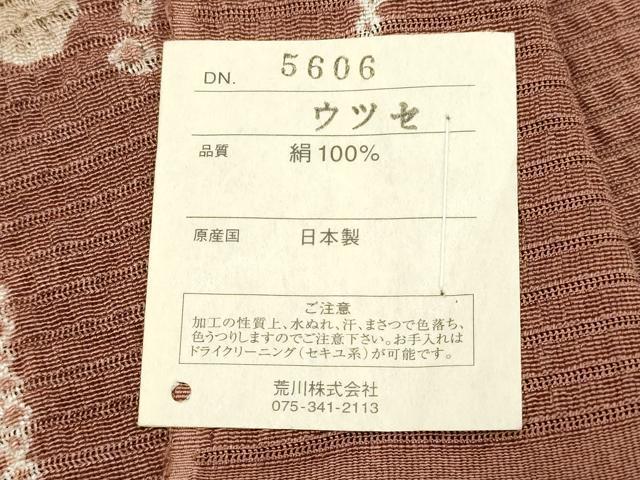 DN. 5606
ウツセ
品質 絹100%
原産国 日本製
ご注意
加工の性質上、水ぬれ、汗、まさつで色落ち、
色うつりしますのでご注意下さい。お手入れは
ドライクリーニング(セキユ系)が可能です。
荒川株式会社
075-341-2113